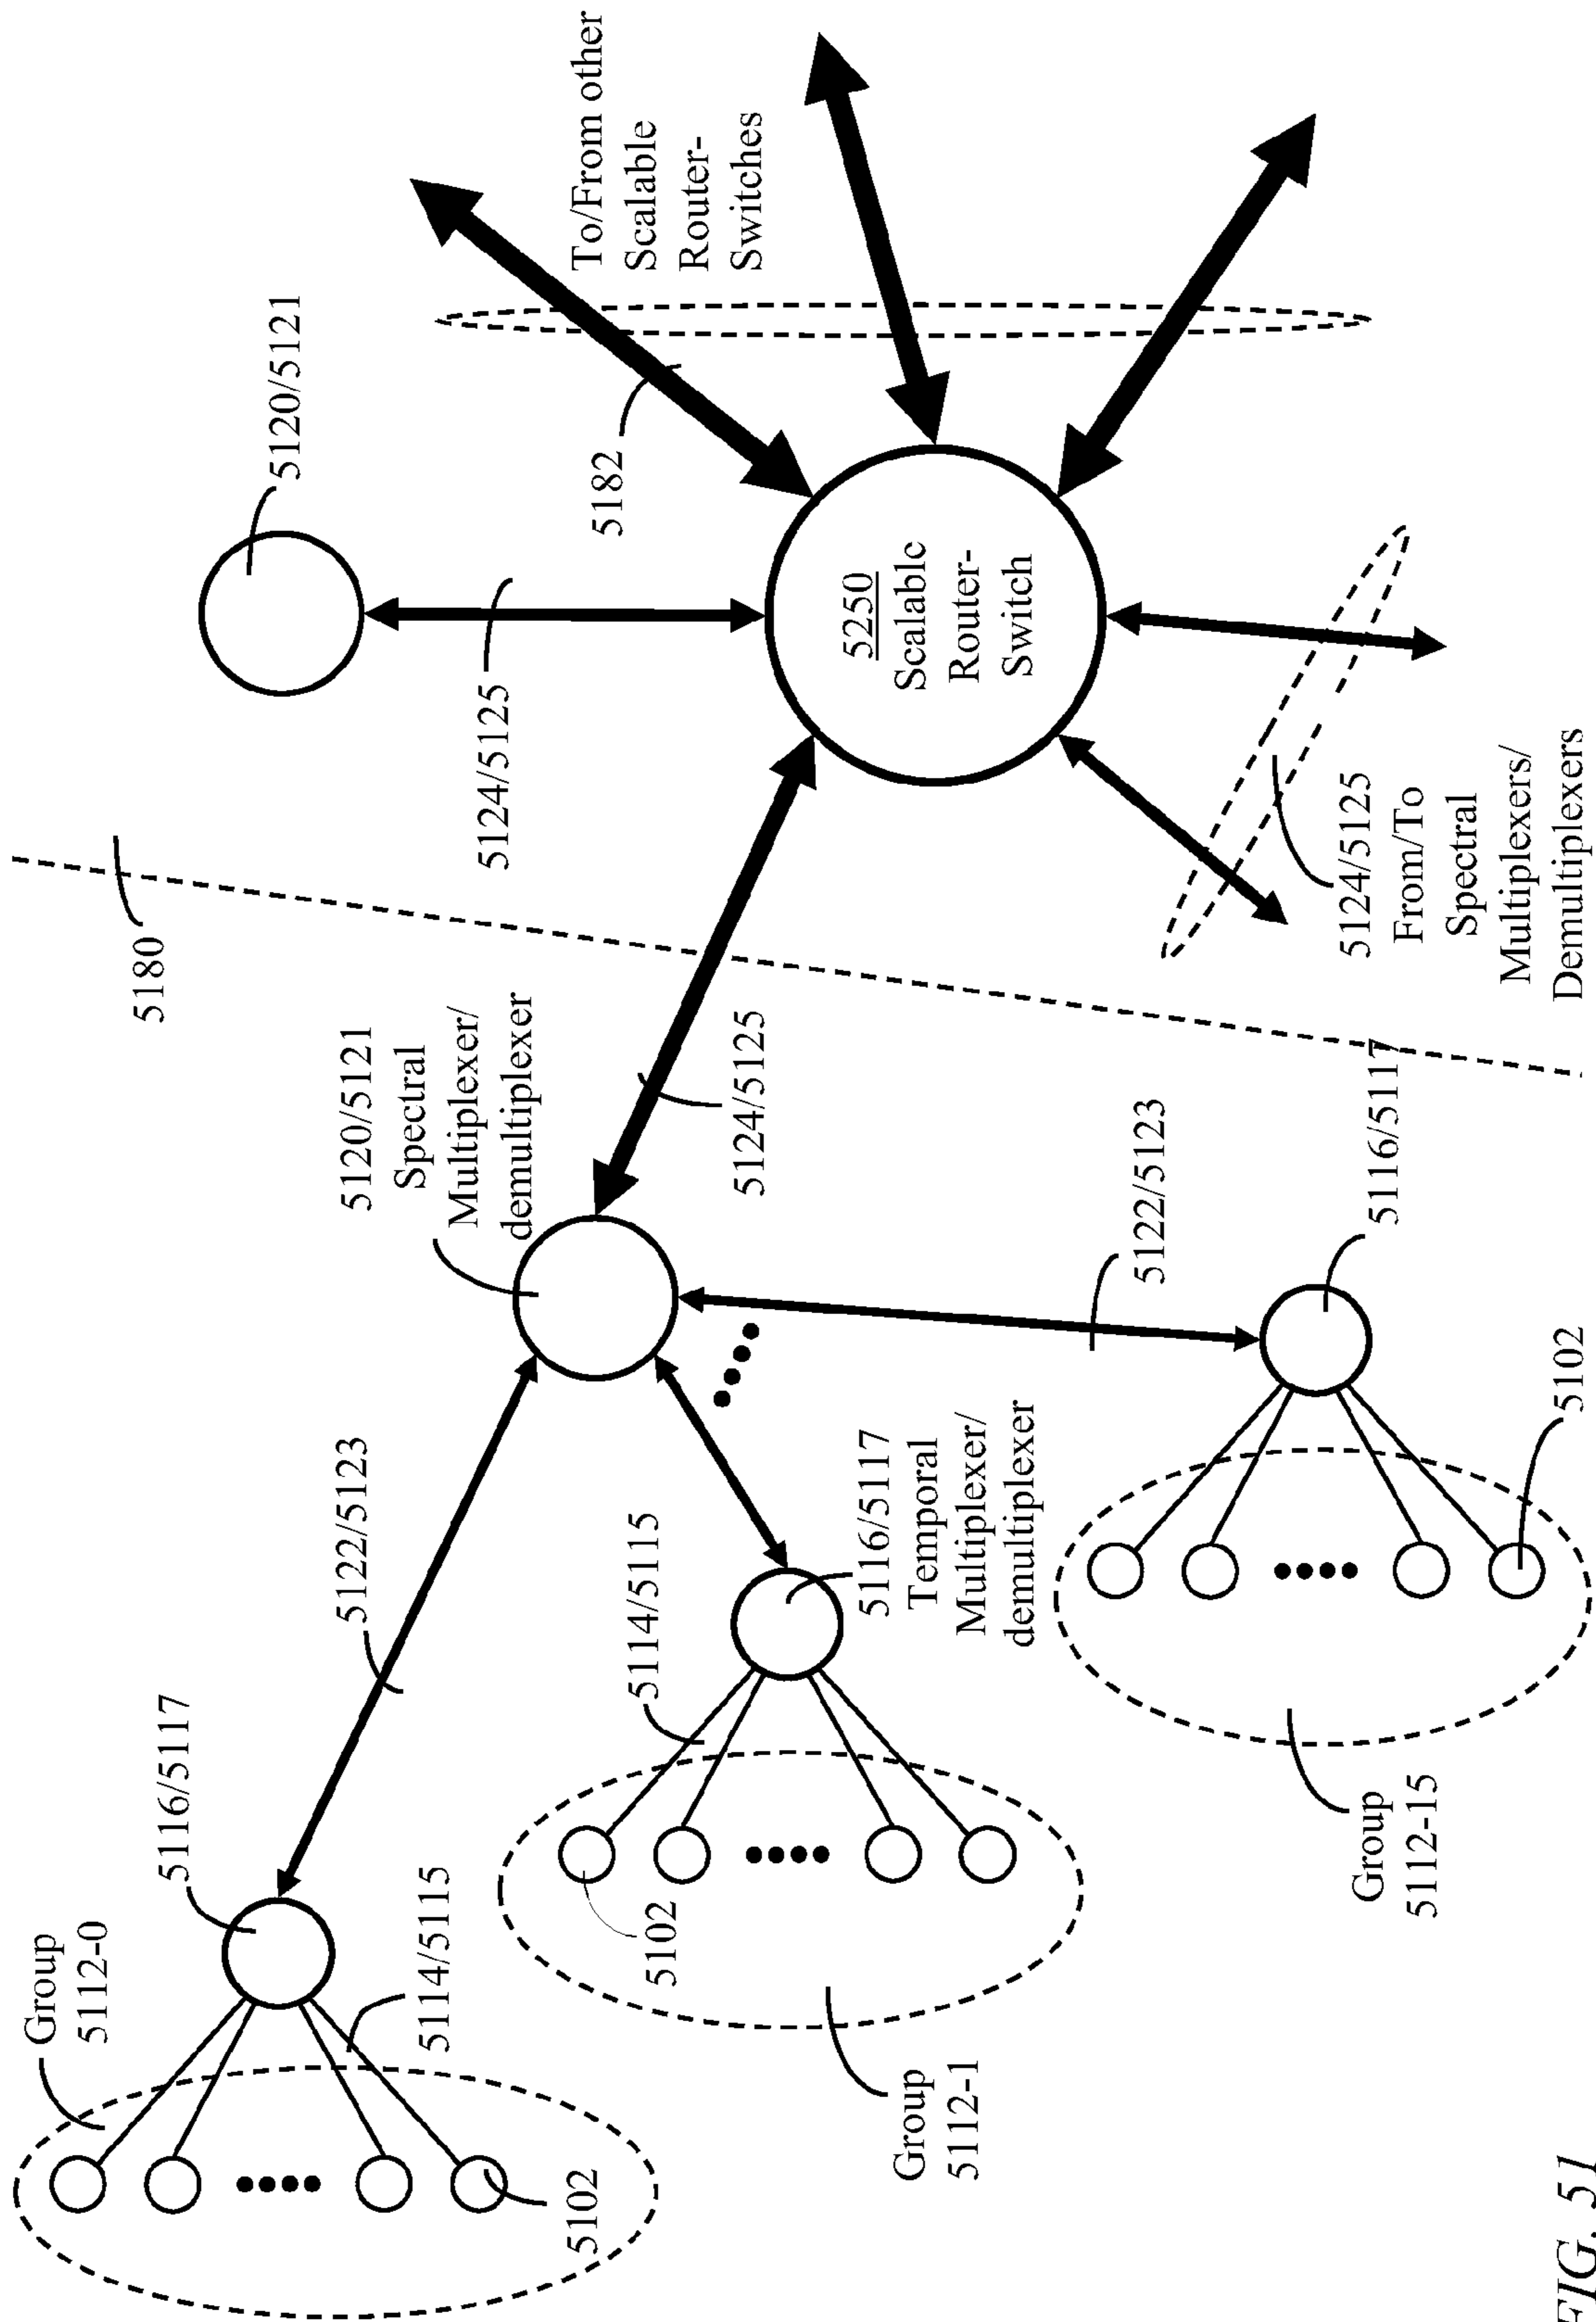 Group
5112-0
5116/5117
5122/5123
5114/5115
5102
5120/5121
Spectral
Multiplexer/
demultiplexer
5180
5124/5125
5120/5121
5124/5125
5182
To/From other
Scalable
Router-
Switches
5250
Scalable
Router-
Switch
5114/5115
5102
5116/5117
Temporal
Multiplexer/
demultiplexer
Group
5112-1
5122/5123
5116/5117
5102
Group
5112-15
5124/5125
From/To
Spectral
Multiplexers/
Demultiplexers
FIG. 51